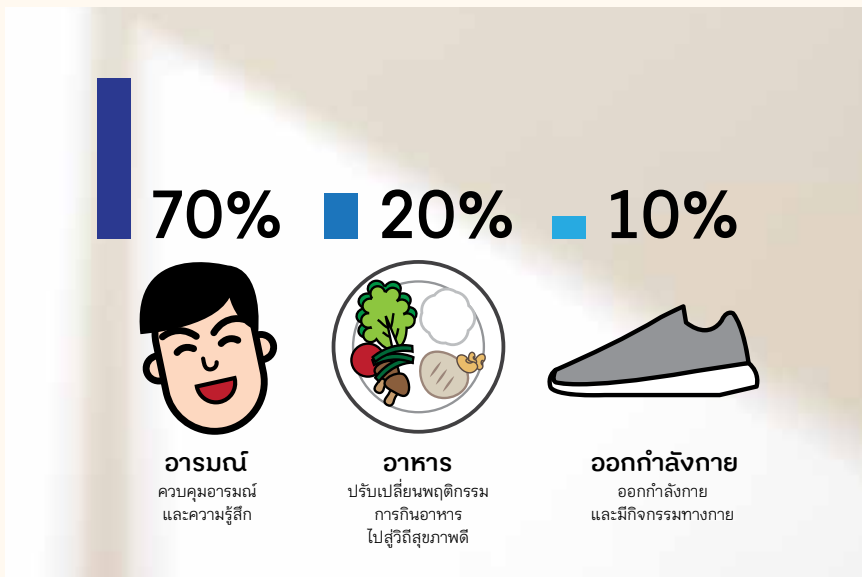 70%
20%
10%
อารมณ์
ควบคุมอารมณ์
และความรู้สึก
อาหาร
ปรับเปลี่ยนพฤติกรรม
การกินอาหาร
ไปสู่วิถีสุขภาพดี
ออกกำลังกาย
ออกกำลังกาย
และมีกิจกรรมทางกาย